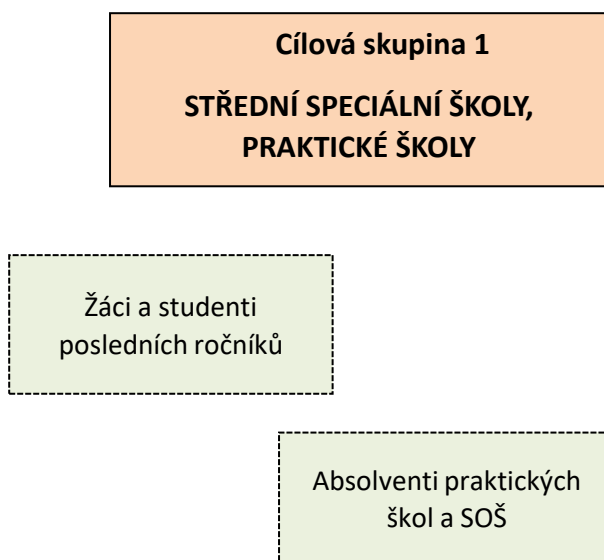 Cílová skupina 1
STŘEDNÍ SPECIÁLNÍ ŠKOLY,
PRAKTICKÉ ŠKOLY
Žáci a studenti
posledních ročníků
Absolventi praktických
škol a SOŠ